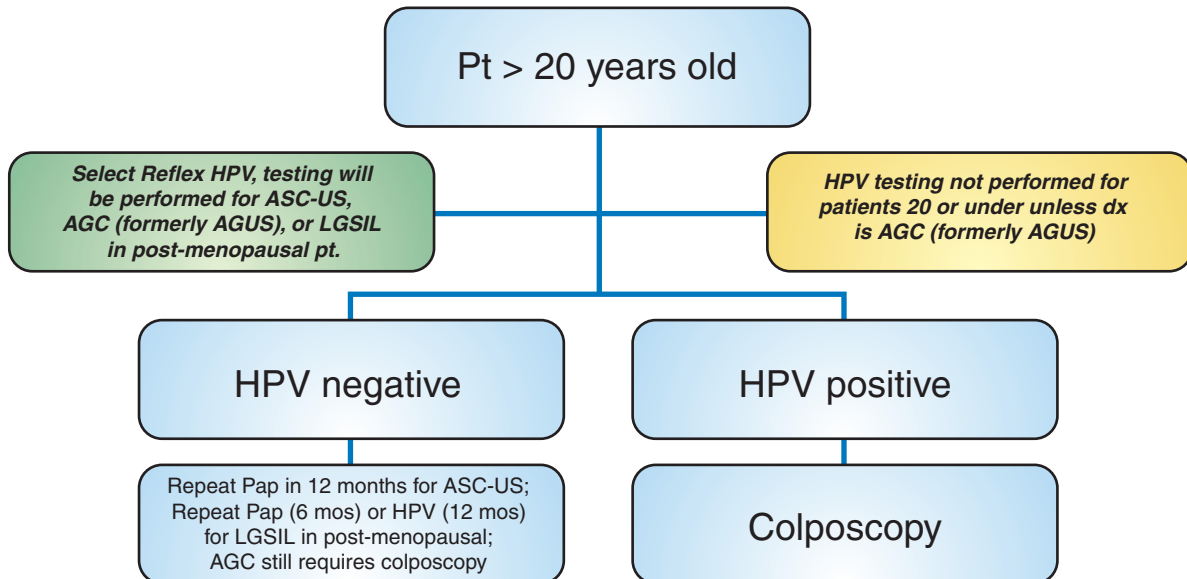 Pt > 20 years old
Select Reflex HPV, testing will
be performed for ASC-US,
AGC (formerly AGUS), or LGSIL
in post-menopausal pt.
HPV testing not performed for
patients 20 or under unless dx
is AGC (formerly AGUS)
HPV negative
HPV positive
Repeat Pap in 12 months for ASC-US;
Repeat Pap (6 mos) or HPV (12 mos)
for LGSIL in post-menopausal;
AGC still requires colposcopy
Colposcopy